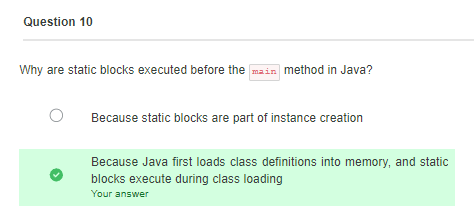 Question 10
Why are static blocks executed before the main method in Java?
Because static blocks are part of instance creation
Because Java first loads class definitions into memory, and static
blocks execute during class loading
Your answer